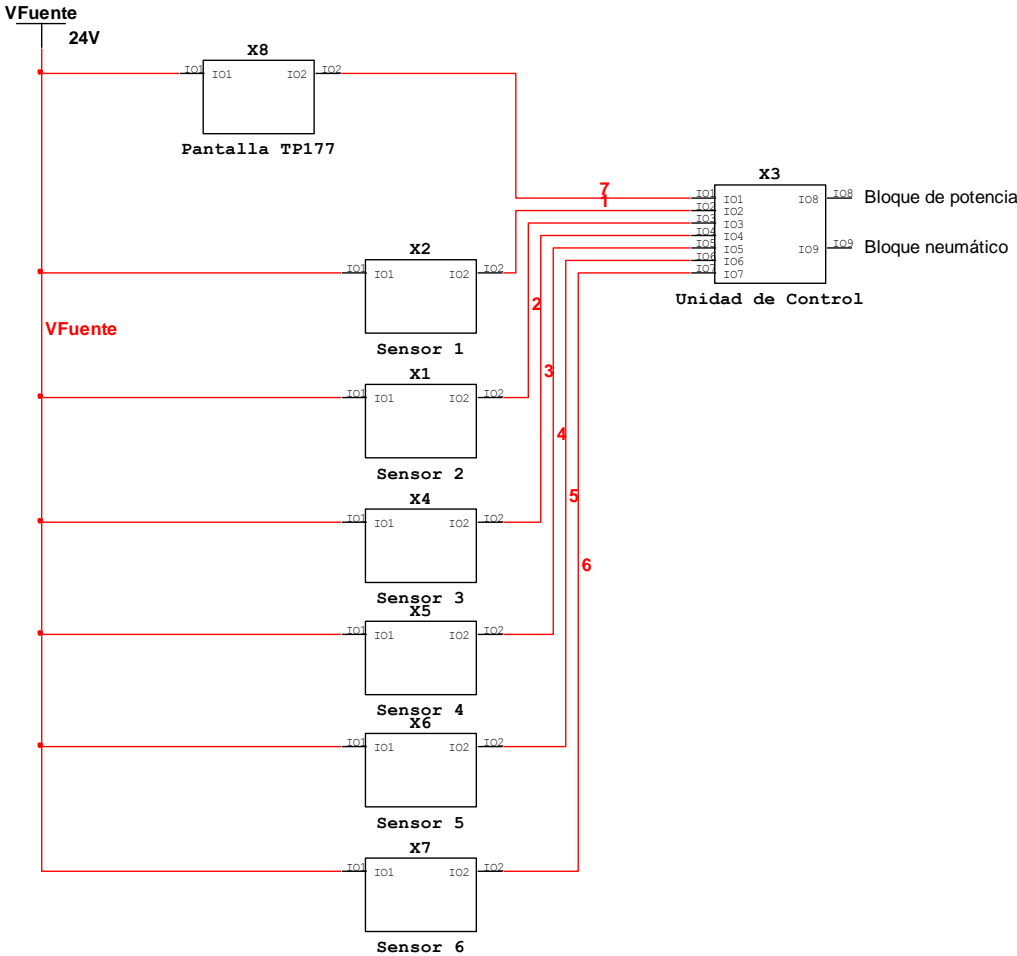 VFuente
24V
X8
IO1 IO1 IO2 IO2
Pantalla TP177
X3
7
IO1 IO1 IO8 IO8 Bloque de potencia
1
IO2 IO2
IO3 IO3
IO4 IO4
IO5 IO5 IO9 IO9 Bloque neumático
IO6 IO6
IO7 IO7
Unidad de Control
X2
IO1 IO1 IO2 IO2
Sensor 1
2
VFuente
X1
3
IO1 IO1 IO2 IO2
Sensor 2
4
X4
5
IO1 IO1 IO2 IO2
Sensor 3
6
X5
IO1 IO1 IO2 IO2
Sensor 4
X6
IO1 IO1 IO2 IO2
Sensor 5
X7
IO1 IO1 IO2 IO2
Sensor 6